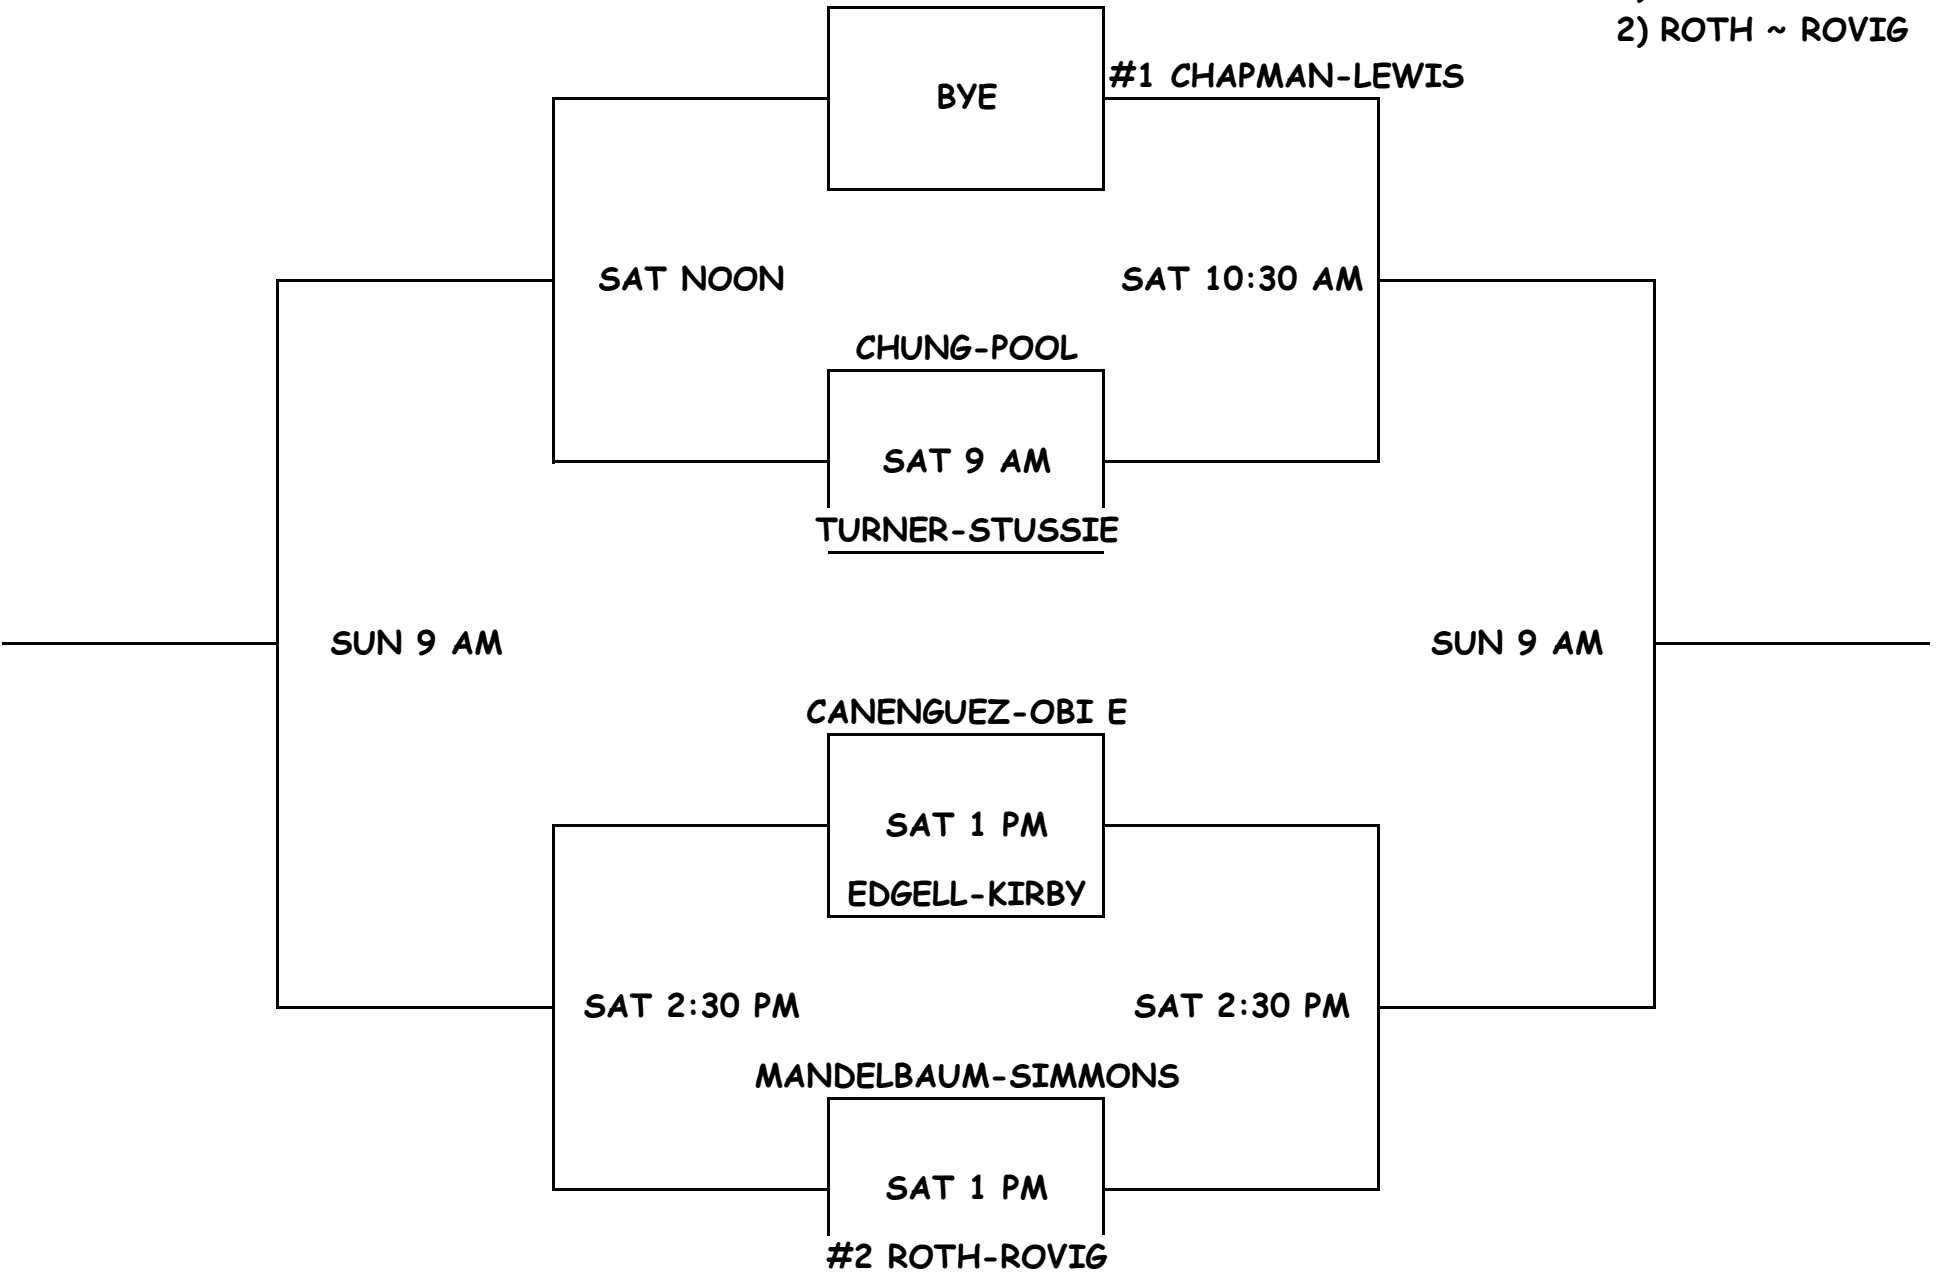 2) ROTH ~ ROVIG
#1 CHAPMAN-LEWIS
BYE
SAT NOON
SAT 10:30 AM
CHUNG-POOL
SAT 9 AM
TURNER-STUSSIE
SUN 9 AM
SUN 9 AM
CANENGUEZ-OBI E
SAT 1 PM
EDGELL-KIRBY
SAT 2:30 PM
SAT 2:30 PM
MANDELBAUM-SIMMONS
SAT 1 PM
#2 ROTH-ROVIG